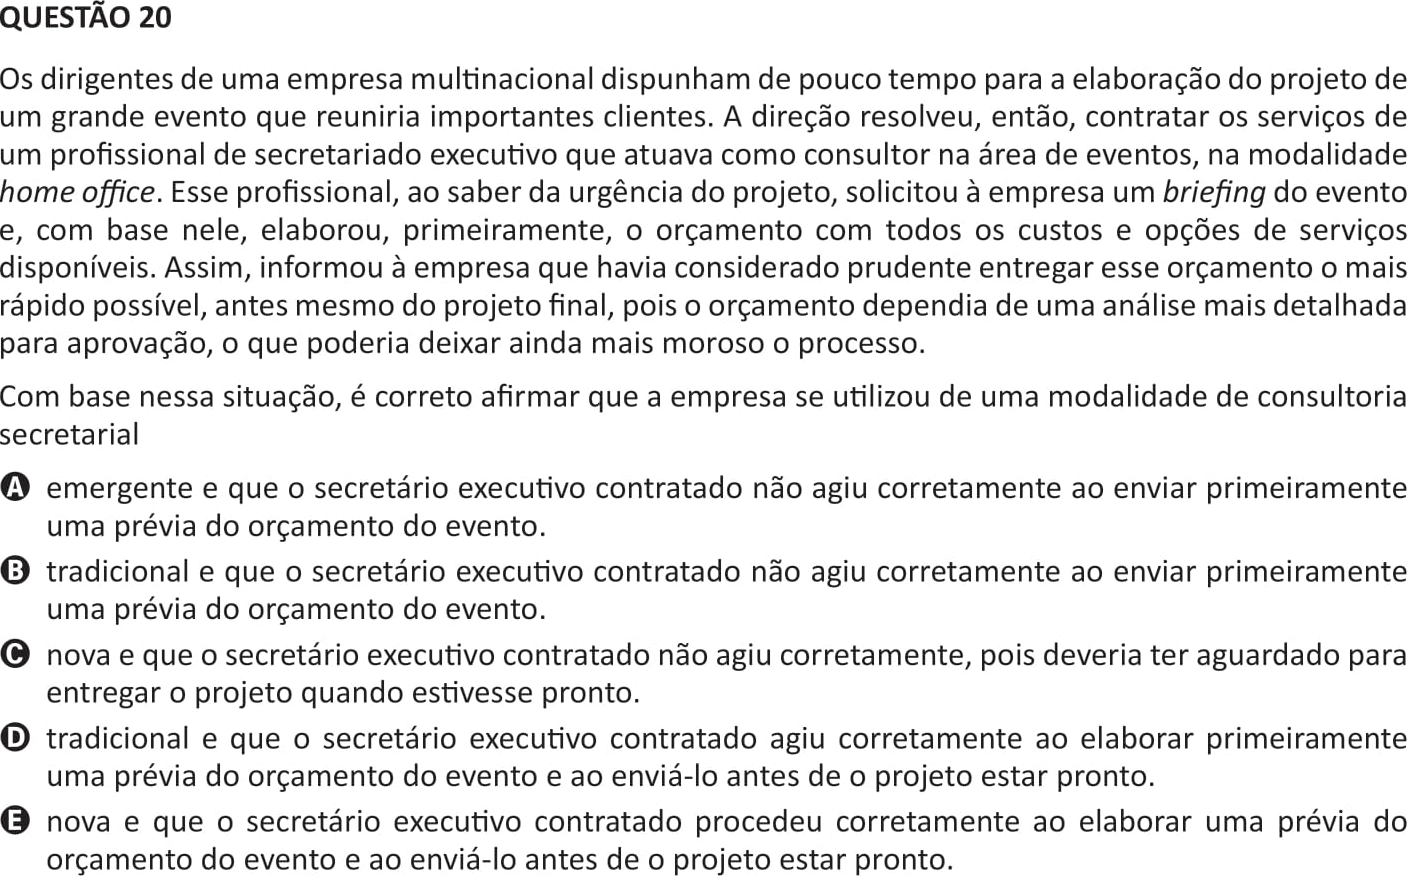 QUESTÃO 20
Os dirigentes de uma empresa multinacional dispunham de pouco tempo para a elaboração do projeto de
um grande evento que reuniria importantes clientes. A direção resolveu, então, contratar os serviços de
um profissional de secretariado executivo que atuava como consultor na área de eventos, na modalidade
home office. Esse profissional, ao saber da urgência do projeto, solicitou à empresa um briefing do evento
e, com base nele, elaborou, primeiramente, o orçamento com todos os custos e opções de serviços
disponíveis. Assim, informou à empresa que havia considerado prudente entregar esse orçamento o mais
rápido possível, antes mesmo do projeto final, pois o orçamento dependia de uma análise mais detalhada
para aprovação, o que poderia deixar ainda mais moroso o processo.
Com base nessa situação, é correto afirmar que a empresa se utilizou de uma modalidade de consultoria
secretarial
A emergente e que o secretário executivo contratado não agiu corretamente ao enviar primeiramente
uma prévia do orçamento do evento.
B tradicional e que o secretário executivo contratado não agiu corretamente ao enviar primeiramente
uma prévia do orçamento do evento.
C nova e que o secretário executivo contratado não agiu corretamente, pois deveria ter aguardado para
entregar o projeto quando estivesse pronto.
D tradicional e que o secretário executivo contratado agiu corretamente ao elaborar primeiramente
uma prévia do orçamento do evento e ao enviá-lo antes de o projeto estar pronto.
E nova e que o secretário executivo contratado procedeu corretamente ao elaborar uma prévia do
orçamento do evento e ao enviá-lo antes de o projeto estar pronto.